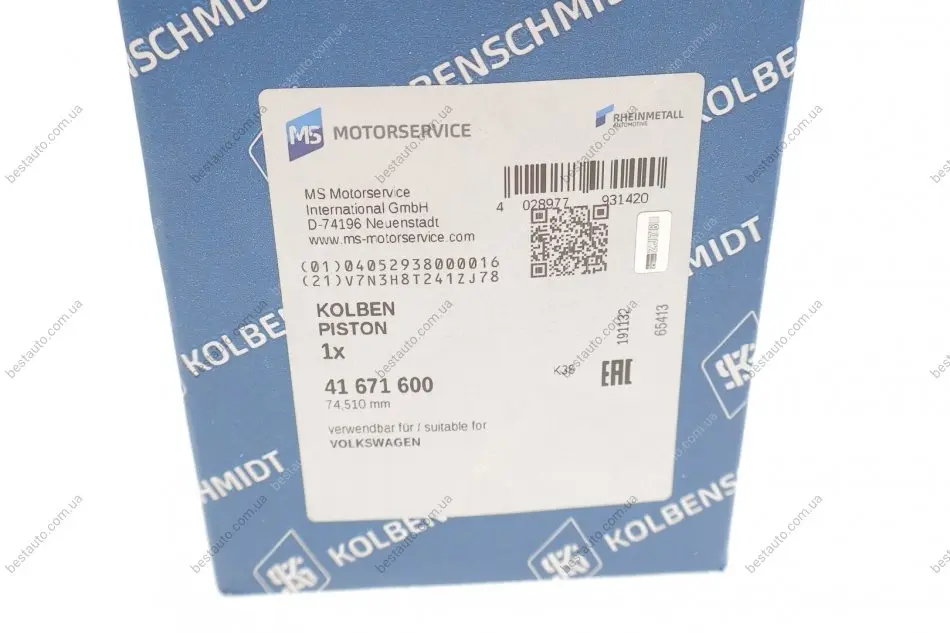 KOLBENSCHMIDT
MS MOTORSERVICE
RHEINMETALL
AUTOMOTIVE
MS Motorservice
International GmbH
D-74196 Neuenstadt
www.ms-motorservice.com
4 028977 931420
(01)04052938000016
(21)V7N3H8T241ZJ78
KOLBEN
PISTON
1x
41 671 600
74,510 mm
verwendbar für / suitable for
VOLKSWAGEN
K38
EAC
191132
65413
KOLBENSCHMIDT
bestauto.com.ua